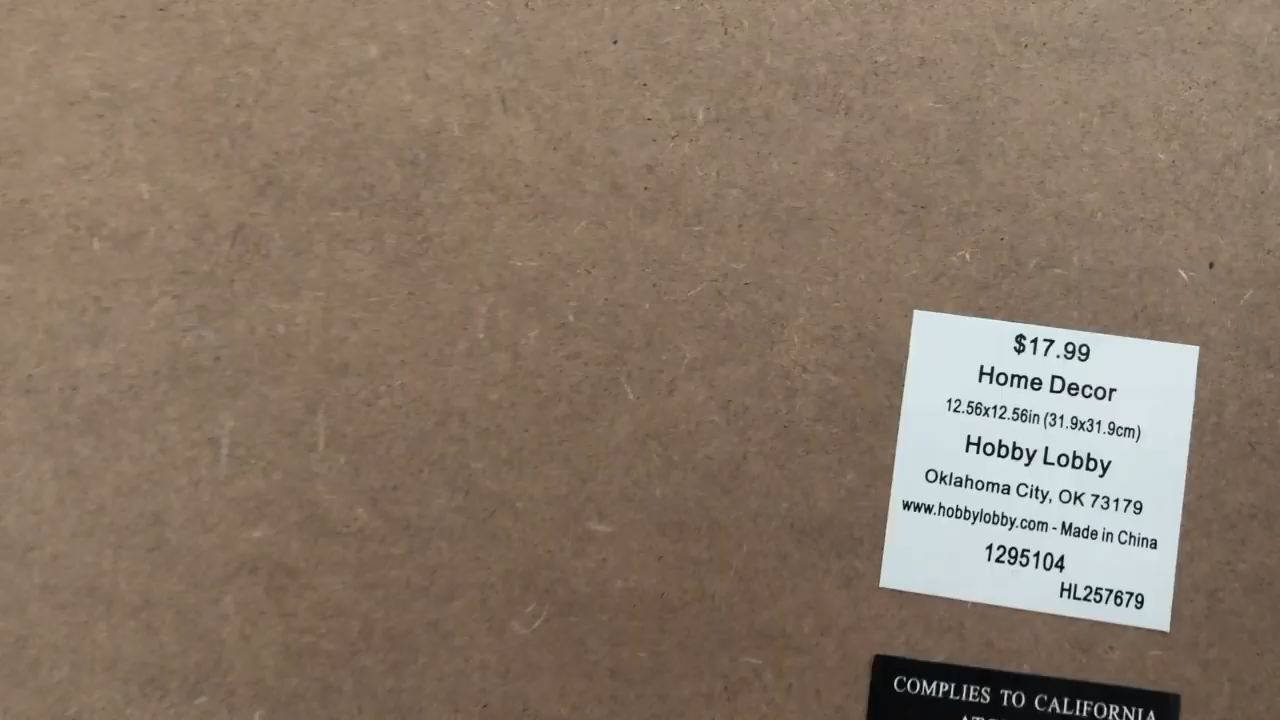 $17.99
Home Decor
12.56x12.56in (31.9x31.9cm)
Hobby Lobby
Oklahoma City, OK 73179
www.hobbylobby.com - Made in China
1295104
HL257679
COMPLIES TO CALIFORNIA